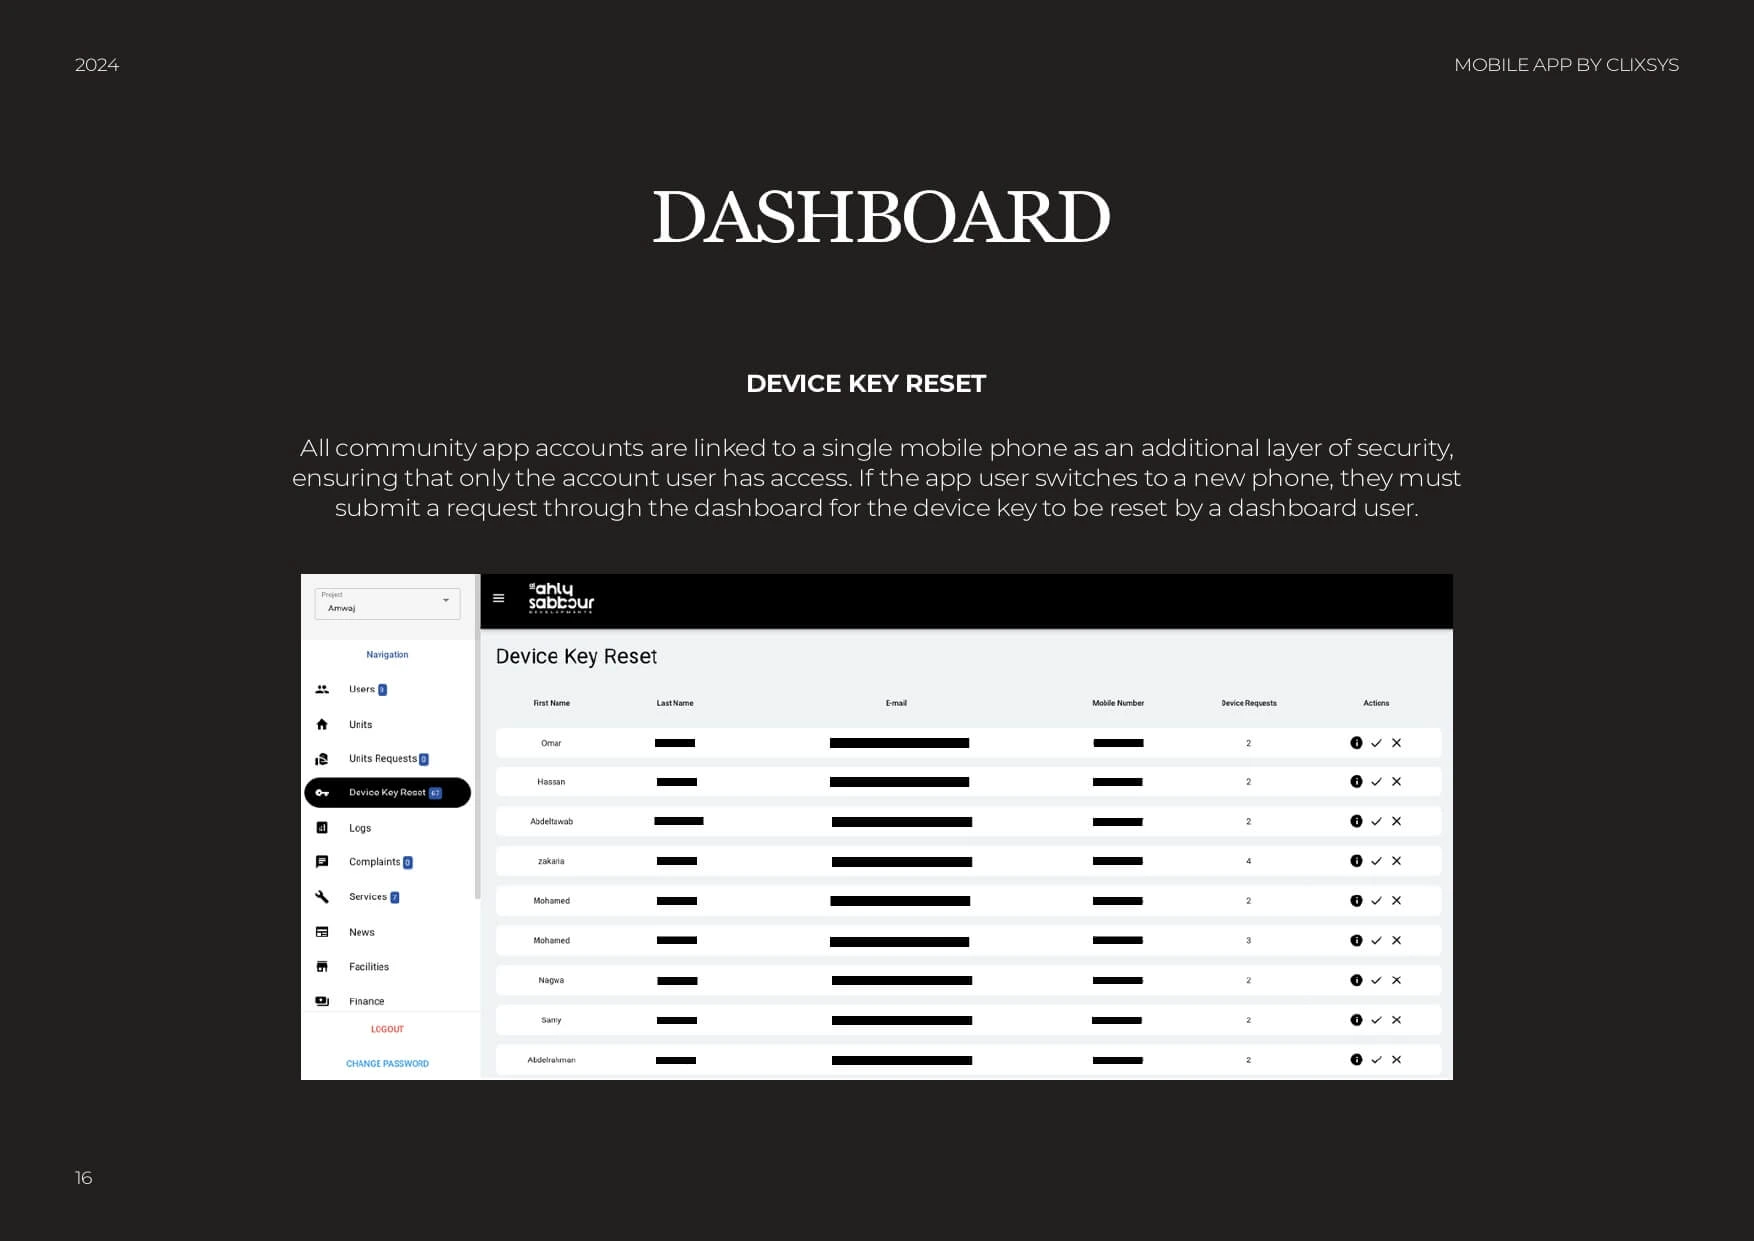 2024
MOBILE APP BY CLIXSYS
DASHBOARD
DEVICE KEY RESET
All community app accounts are linked to a single mobile phone as an additional layer of security,
ensuring that only the account user has access. If the app user switches to a new phone, they must
submit a request through the dashboard for the device key to be reset by a dashboard user.
Project
Amwaj
Navigation
Users
Units
Units Requests 0
Device Key Reset 67
Logs
Complaints 0
Services 7
News
Facilities
Finance
LOGOUT
CHANGE PASSWORD
al ahly
sabbour
DEVELOPMENTS
Device Key Reset
First Name Last Name E-mail Mobile Number Device Requests Actions
Omar 2
Hassan 2
Abdeltawab 2
zakaria 4
Mohamed 2
Mohamed 3
Nagwa 2
Samy 2
Abdelrahman 2
16